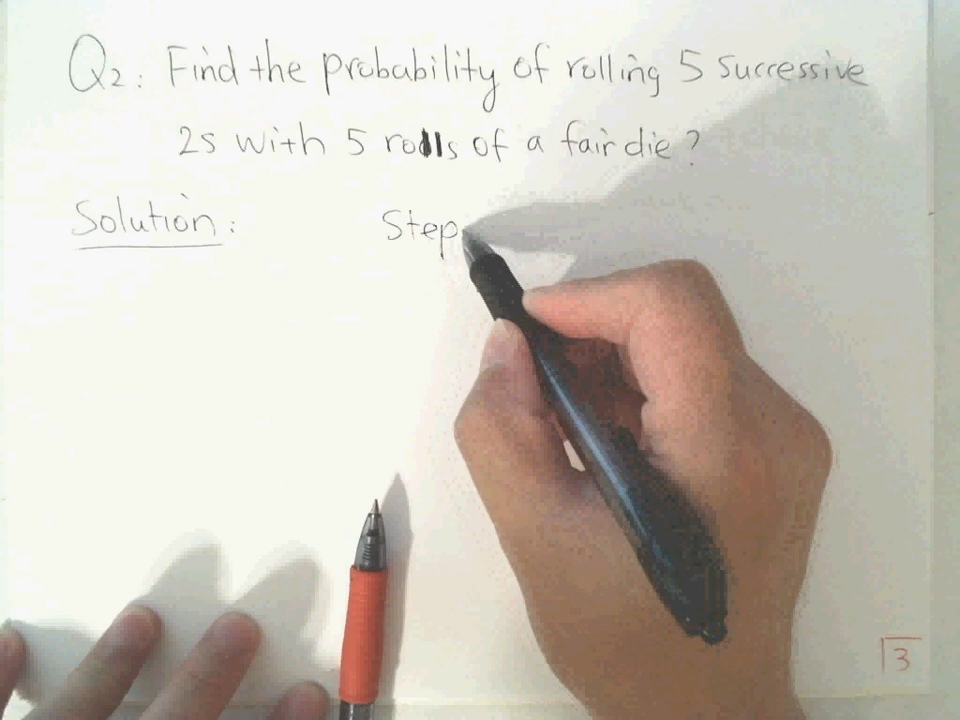 Q2: Find the probability of rolling 5 successive
2s with 5 rolls of a fair die?
Solution: Step
3